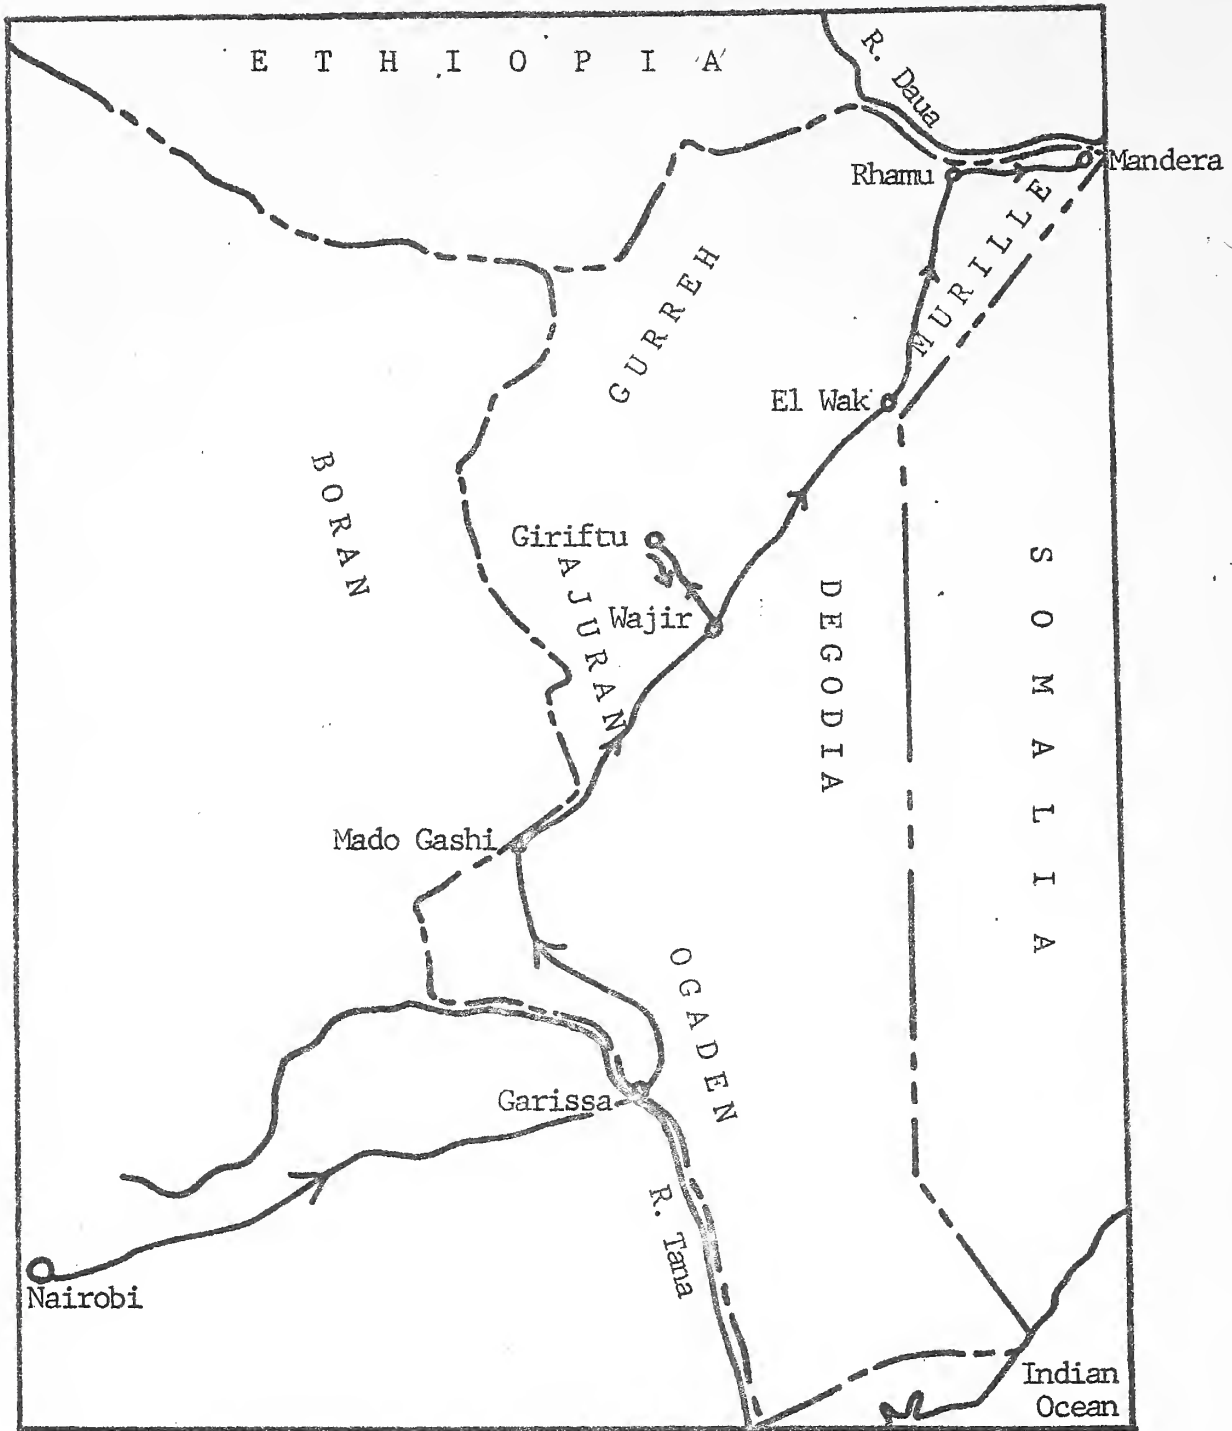 E T H I O P I A
R. Daua
Rhamu
Mandera
MURILLE
GURREH
El Wak
BORAN
Giriftu
AJURAN
Wajir
DEGODIA
SOMALIA
Mado Gashi
OGADEN
Garissa
R. Tana
Nairobi
Indian
Ocean